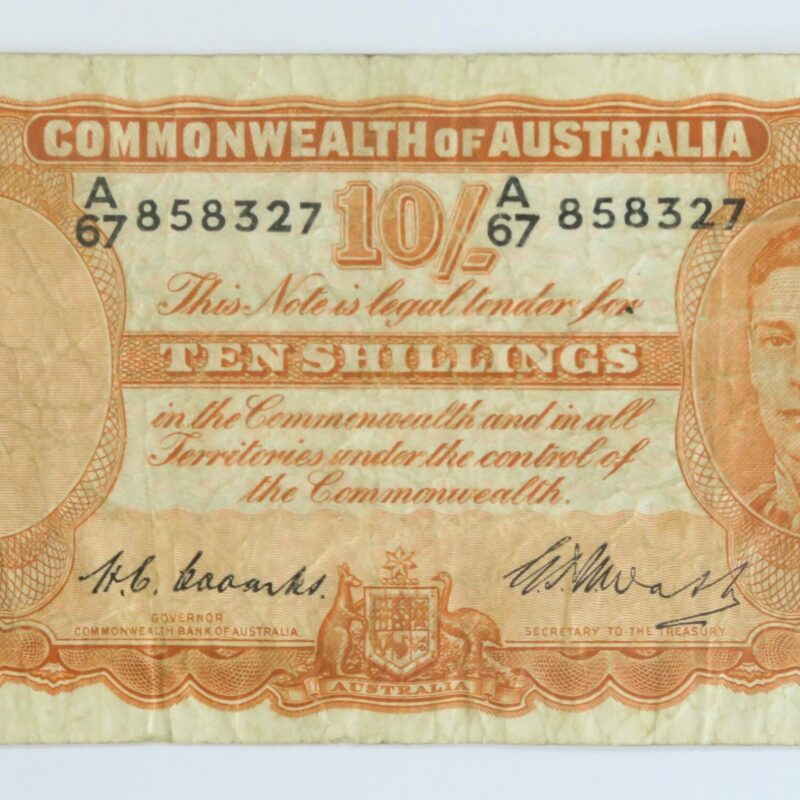 COMMONWEALTH OF AUSTRALIA
A/67 858327 10/- A/67 858327
This Note is legal tender for
TEN SHILLINGS
in the Commonwealth and in all
Territories under the control of
the Commonwealth.
H.C. Coombs.
GOVERNOR
COMMONWEALTH BANK OF AUSTRALIA
SECRETARY TO THE TREASURY
AUSTRALIA